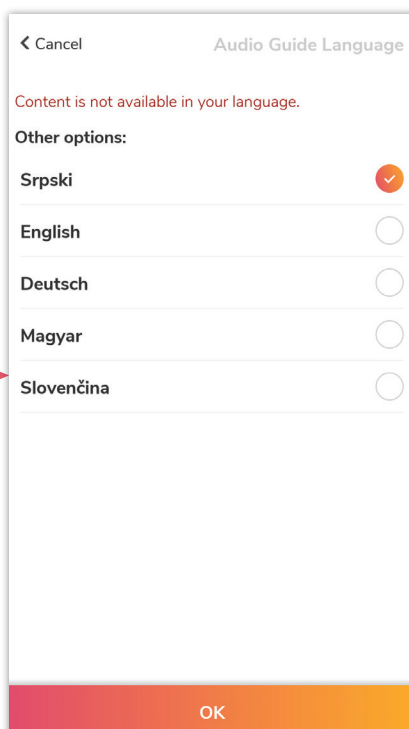 Cancel
Audio Guide Language
Content is not available in your language.
Other options:
Srpski
English
Deutsch
Magyar
Slovenčina
OK